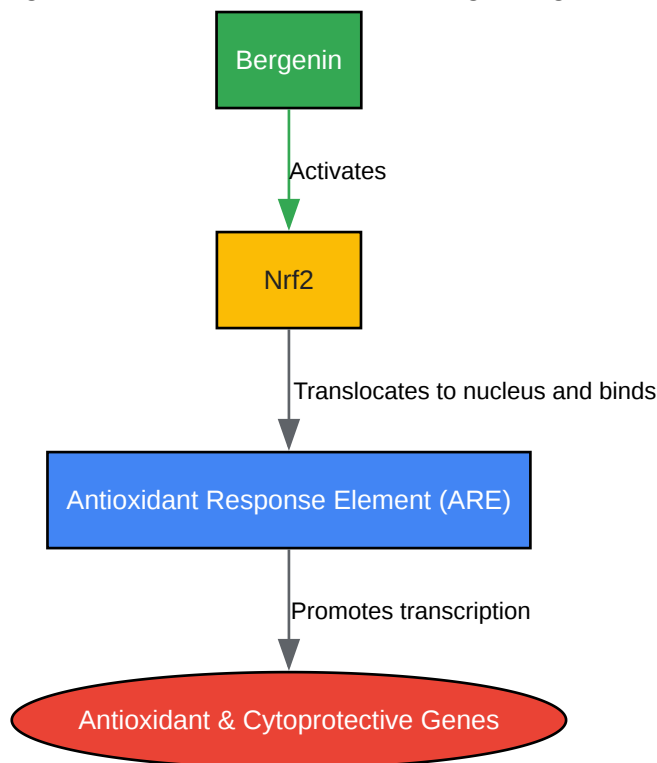 Bergenin
Activates
Nrf2
Translocates to nucleus and binds
Antioxidant Response Element (ARE)
Promotes transcription
Antioxidant & Cytoprotective Genes